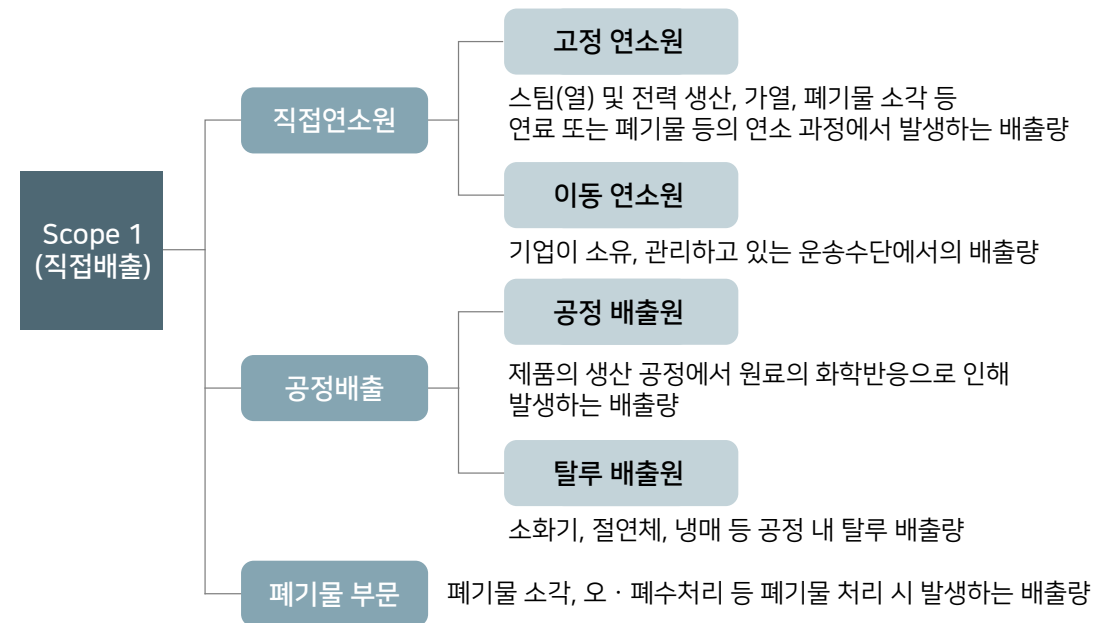 Scope 1
(직접배출)
직접연소원
고정 연소원
스팀(열) 및 전력 생산, 가열, 폐기물 소각 등
연료 또는 폐기물 등의 연소 과정에서 발생하는 배출량
이동 연소원
기업이 소유, 관리하고 있는 운송수단에서의 배출량
공정배출
공정 배출원
제품의 생산 공정에서 원료의 화학반응으로 인해
발생하는 배출량
탈루 배출원
소화기, 절연체, 냉매 등 공정 내 탈루 배출량
폐기물 부문
폐기물 소각, 오 · 폐수처리 등 폐기물 처리 시 발생하는 배출량